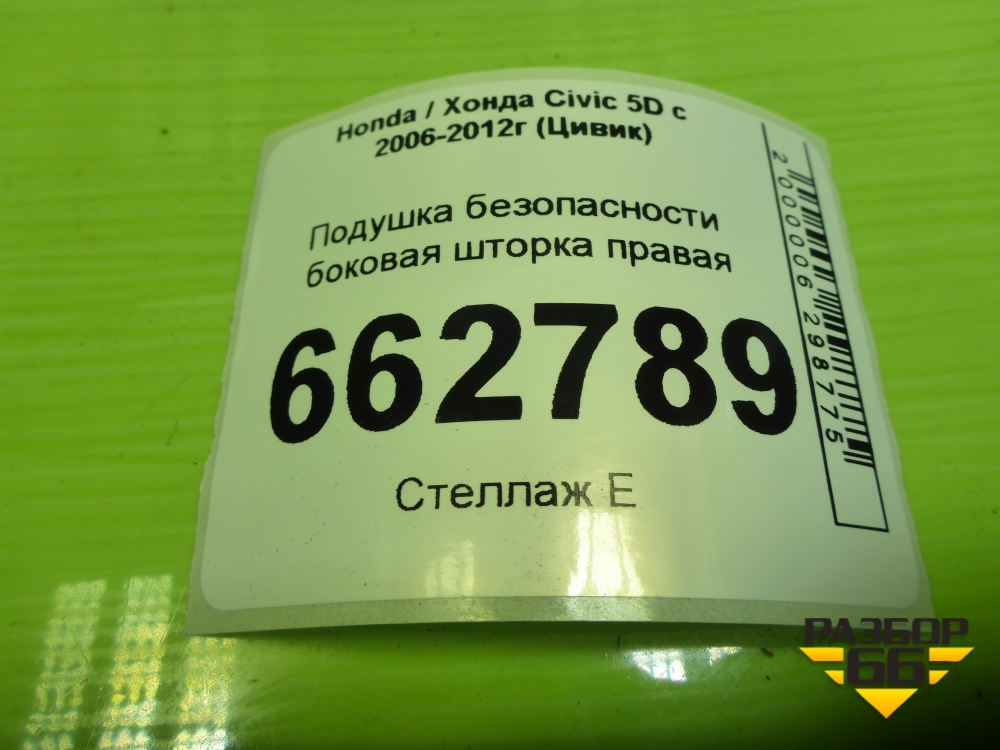 Honda / Хонда Civic 5D с
2006-2012г (Цивик)
Подушка безопасности
боковая шторка правая
662789
Стеллаж Е
2000006298775
РАЗБОР
66